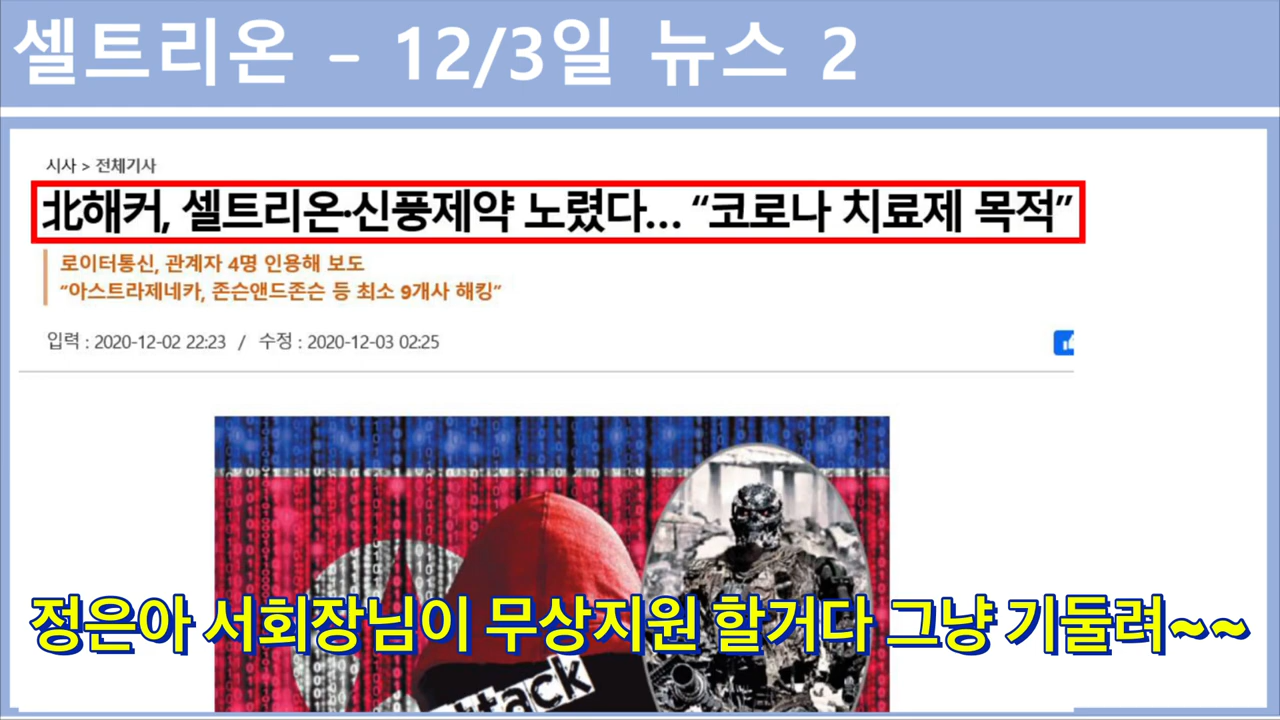 셀트리온 - 12/3일 뉴스 2
시사 > 전체기사
北해커, 셀트리온·신풍제약 노렸다… “코로나 치료제 목적”
로이터통신, 관계자 4명 인용해 보도
“아스트라제네카, 존슨앤드존슨 등 최소 9개사 해킹”
입력 : 2020-12-02 22:23 / 수정 : 2020-12-03 02:25
정은아 서회장님이 무상지원 할거다 그냥 기둘려~~